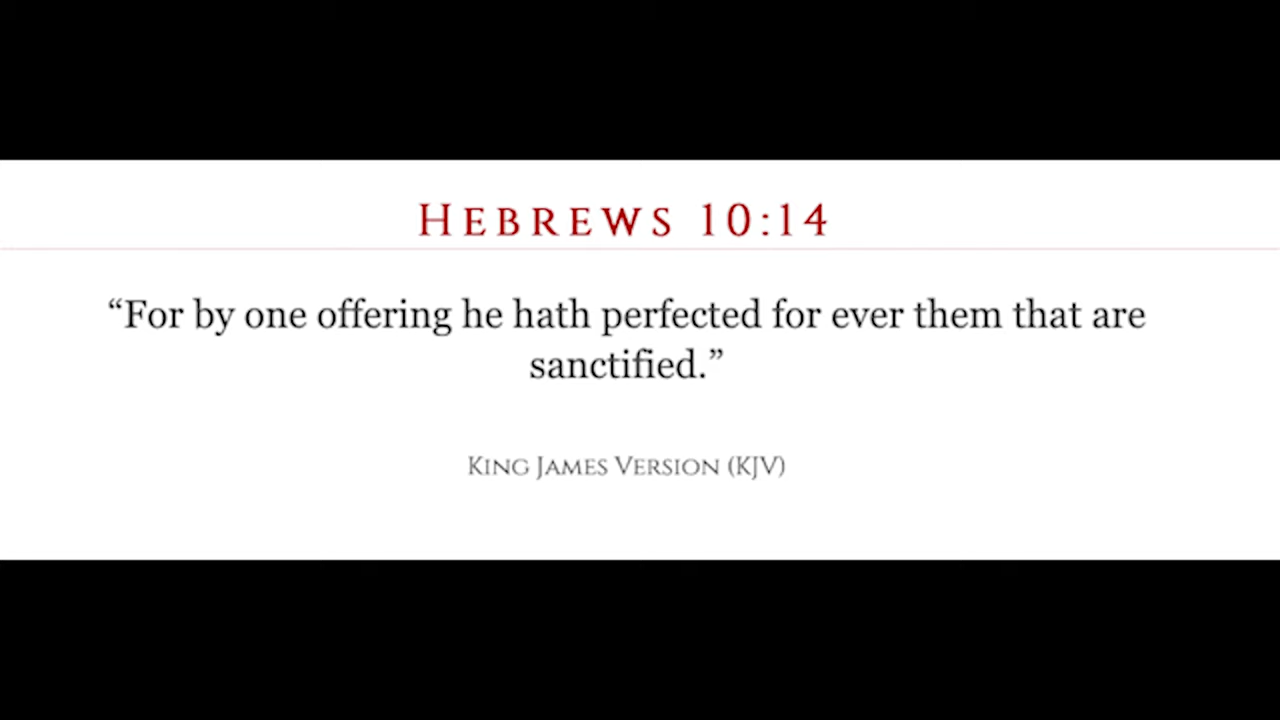 HEBREWS 10:14
“For by one offering he hath perfected for ever them that are
sanctified.”
KING JAMES VERSION (KJV)